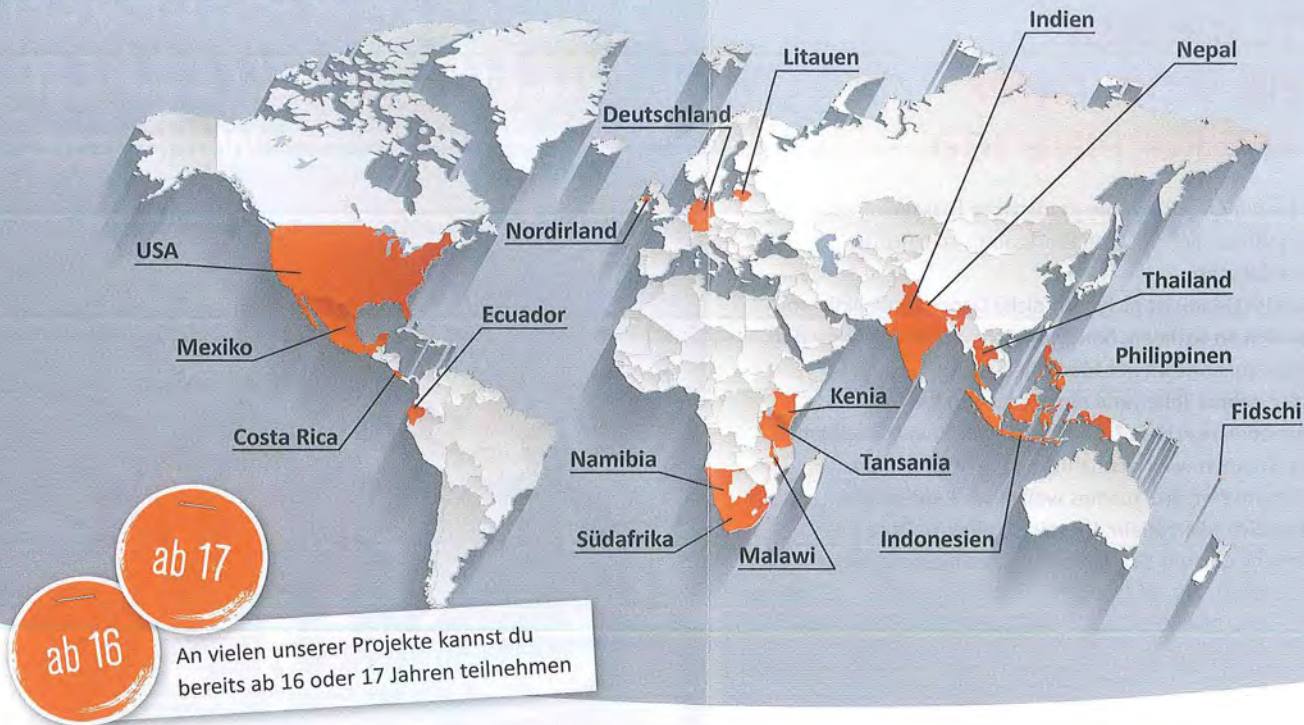 Indien
Nepal
Litauen
Deutschland
Nordirland
USA
Thailand
Ecuador
Mexiko
Philippinen
Kenia
Fidschi
Costa Rica
Namibia
Tansania
Südafrika
Malawi
Indonesien
ab 17
ab 16
An vielen unserer Projekte kannst du
bereits ab 16 oder 17 Jahren teilnehmen